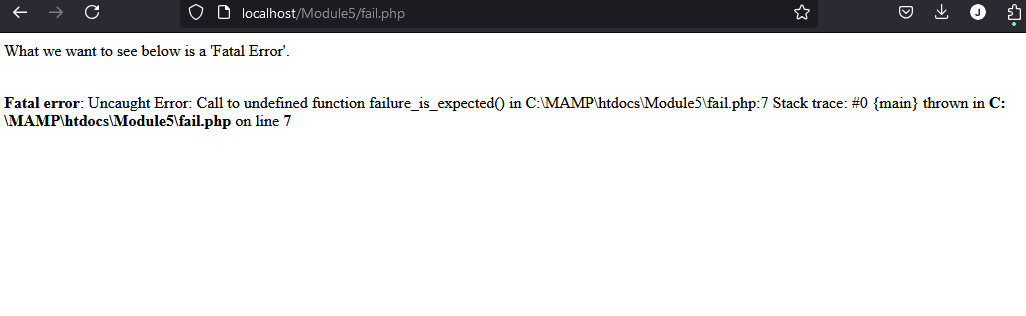 localhost/Module5/fail.php
J
What we want to see below is a 'Fatal Error'.
Fatal error: Uncaught Error: Call to undefined function failure_is_expected() in C:\MAMP\htdocs\Module5\fail.php:7 Stack trace: #0 {main} thrown in C:
\MAMP\htdocs\Module5\fail.php on line 7